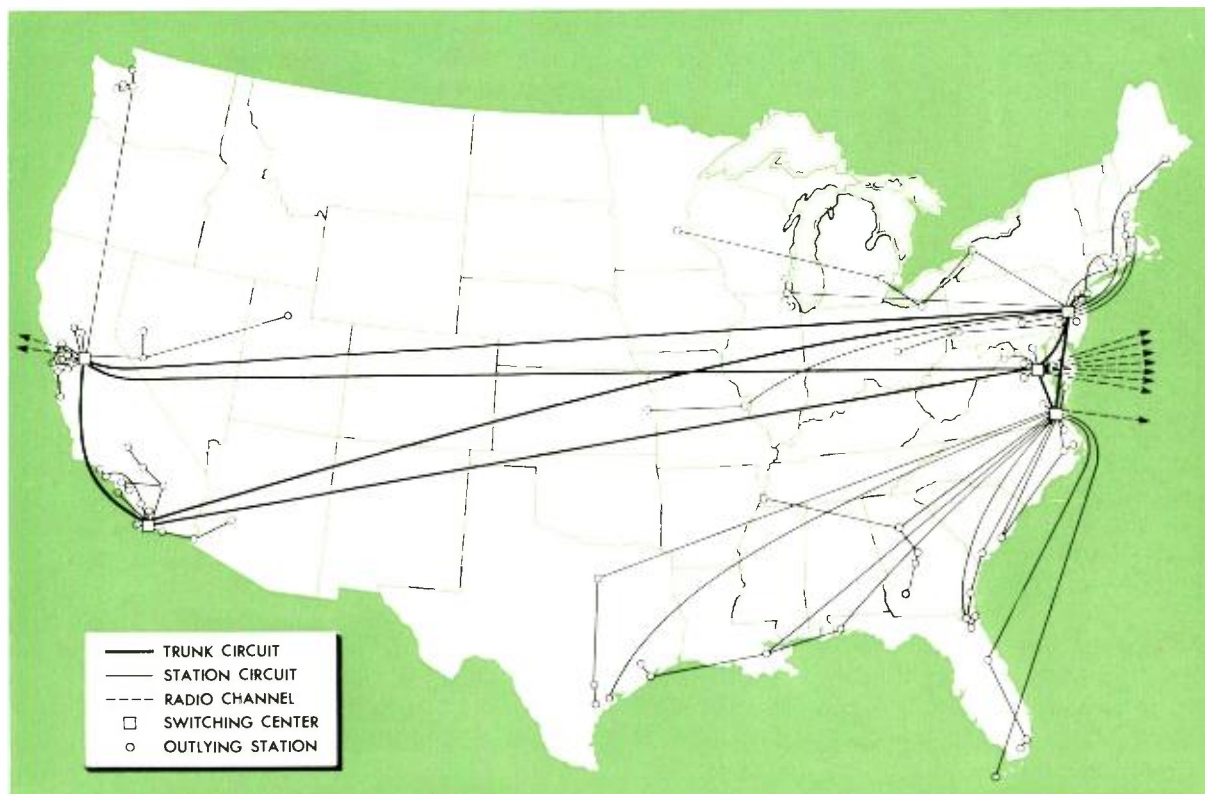 TRUNK CIRCUIT
STATION CIRCUIT
RADIO CHANNEL
SWITCHING CENTER
OUTLYING STATION